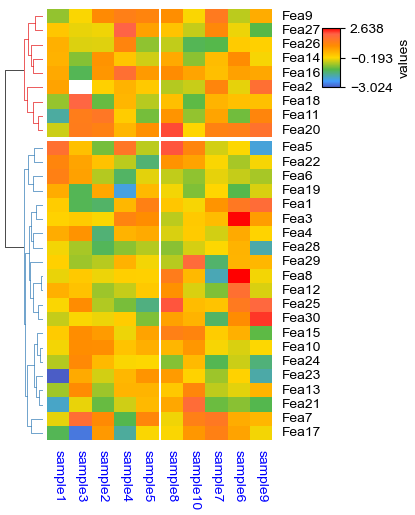 Fea9
Fea27
Fea26
Fea14
Fea16
Fea2
Fea18
Fea11
Fea20
Fea5
Fea22
Fea6
Fea19
Fea1
Fea3
Fea4
Fea28
Fea29
Fea8
Fea12
Fea25
Fea30
Fea15
Fea10
Fea24
Fea23
Fea13
Fea21
Fea7
Fea17
sample1
sample3
sample2
sample4
sample5
sample8
sample10
sample7
sample6
sample9
2.638
−0.193
−3.024
values